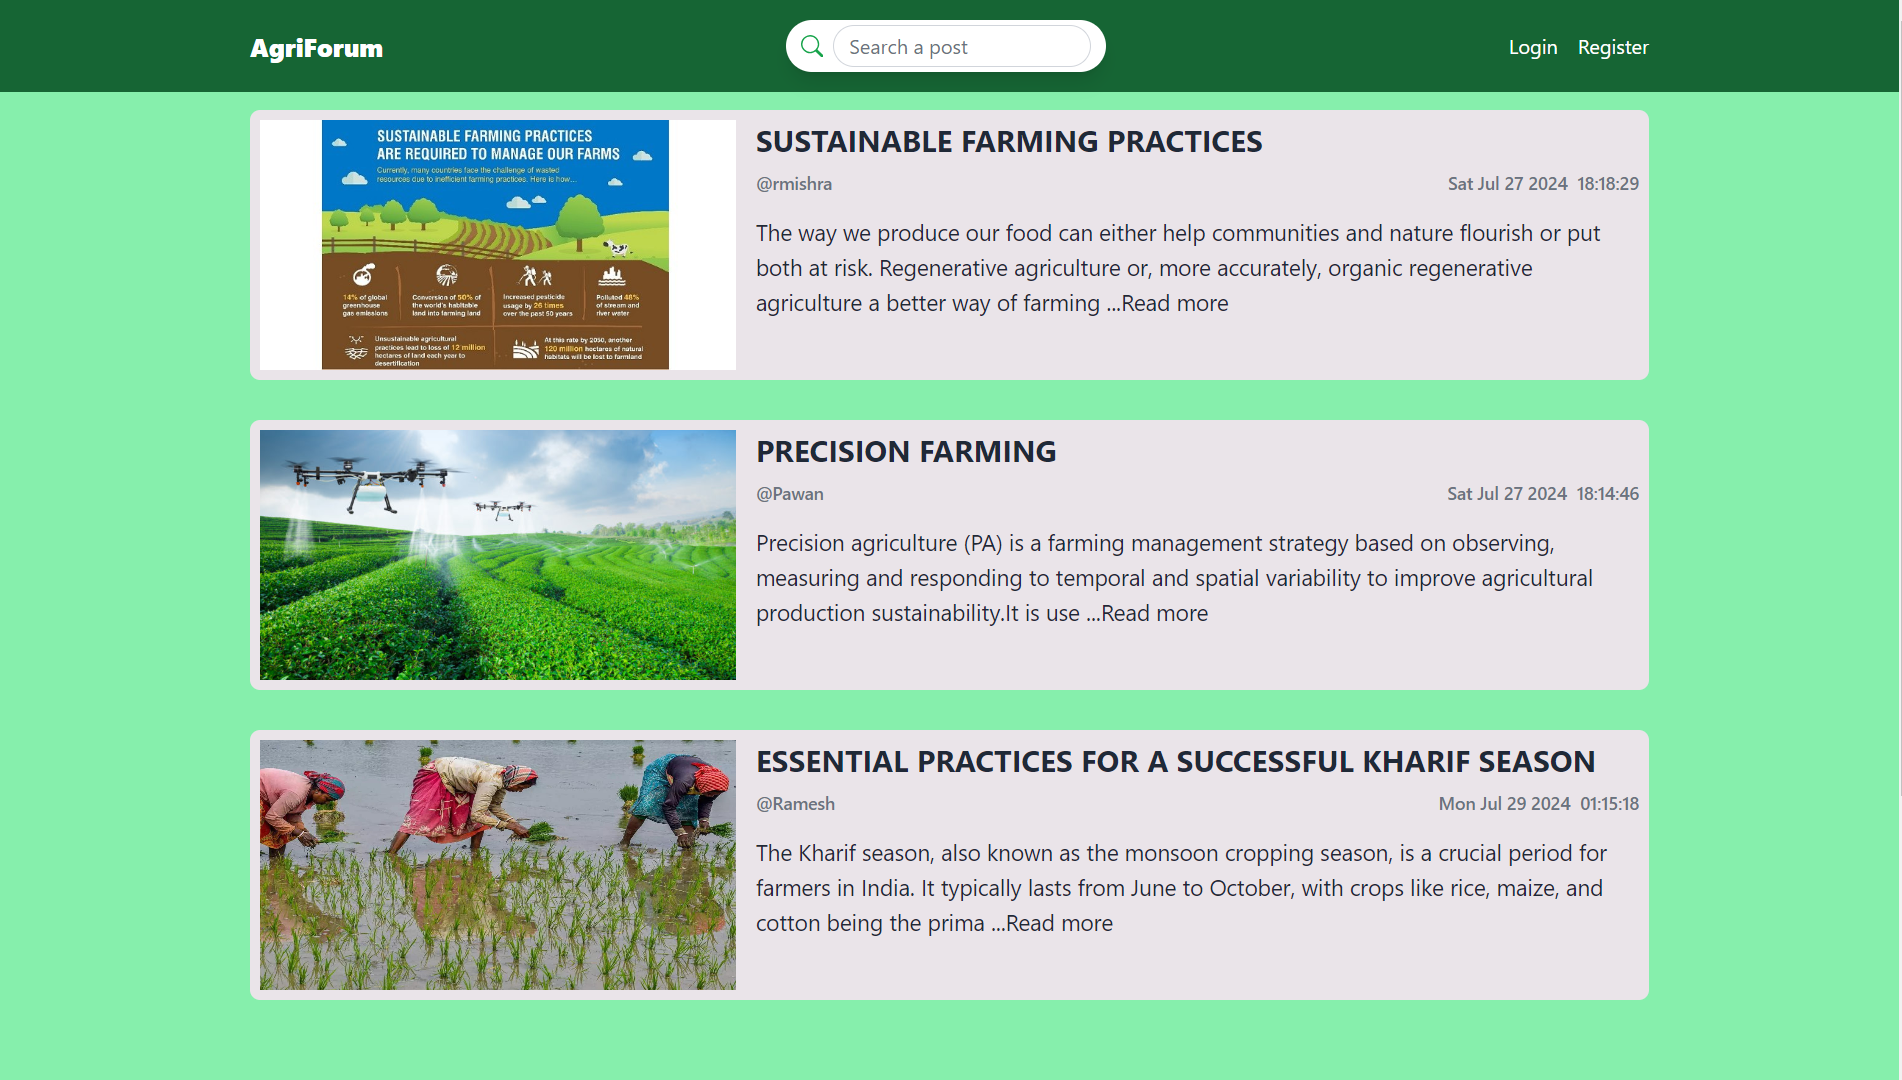 AgriForum
Search a post
Login Register
SUSTAINABLE FARMING PRACTICES
ARE REQUIRED TO MANAGE OUR FARMS
Currently, many countries face the challenge of wasted
resources due to inefficient farming practices. Here is how...
14% of global
greenhouse
gas emissions
Conversion of 50% of
the world's habitable
land into farming land
Increased pesticide
usage by 26 times
over the past 50 years
Polluted 48%
of stream and
river water
Unsustainable agricultural
practices lead to loss of 12 million
hectares of land each year to
desertification
At this rate by 2050, another
120 million hectares of natural
habitats will be lost to farmland
SUSTAINABLE FARMING PRACTICES
@rmishra
Sat Jul 27 2024 18:18:29
The way we produce our food can either help communities and nature flourish or put
both at risk. Regenerative agriculture or, more accurately, organic regenerative
agriculture a better way of farming ...Read more
PRECISION FARMING
@Pawan
Sat Jul 27 2024 18:14:46
Precision agriculture (PA) is a farming management strategy based on observing,
measuring and responding to temporal and spatial variability to improve agricultural
production sustainability.It is use ...Read more
ESSENTIAL PRACTICES FOR A SUCCESSFUL KHARIF SEASON
@Ramesh
Mon Jul 29 2024 01:15:18
The Kharif season, also known as the monsoon cropping season, is a crucial period for
farmers in India. It typically lasts from June to October, with crops like rice, maize, and
cotton being the prima ...Read more